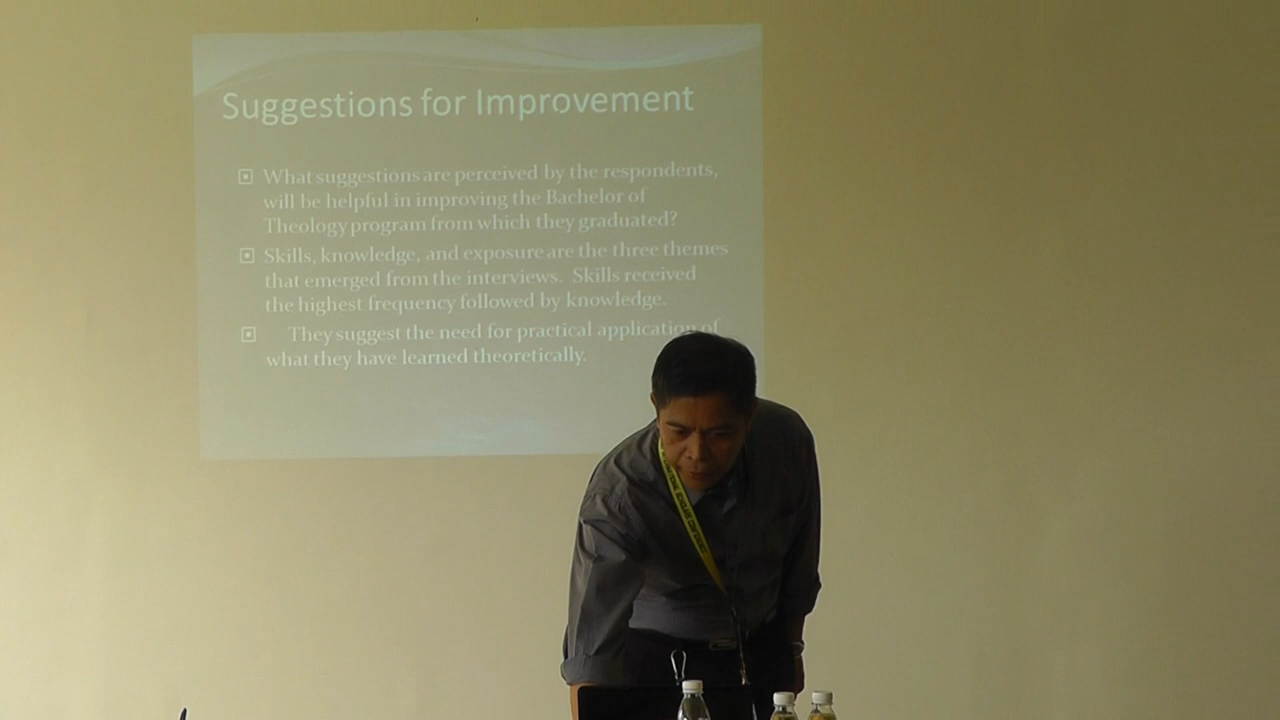 Suggestions for Improvement
What suggestions are perceived by the respondents,
will be helpful in improving the Bachelor of
Theology program from which they graduated?
Skills, knowledge, and exposure are the three themes
that emerged from the interviews. Skills received
the highest frequency followed by knowledge.
They suggest the need for practical application of
what they have learned theoretically.
SCHOLARS CONFERENCE